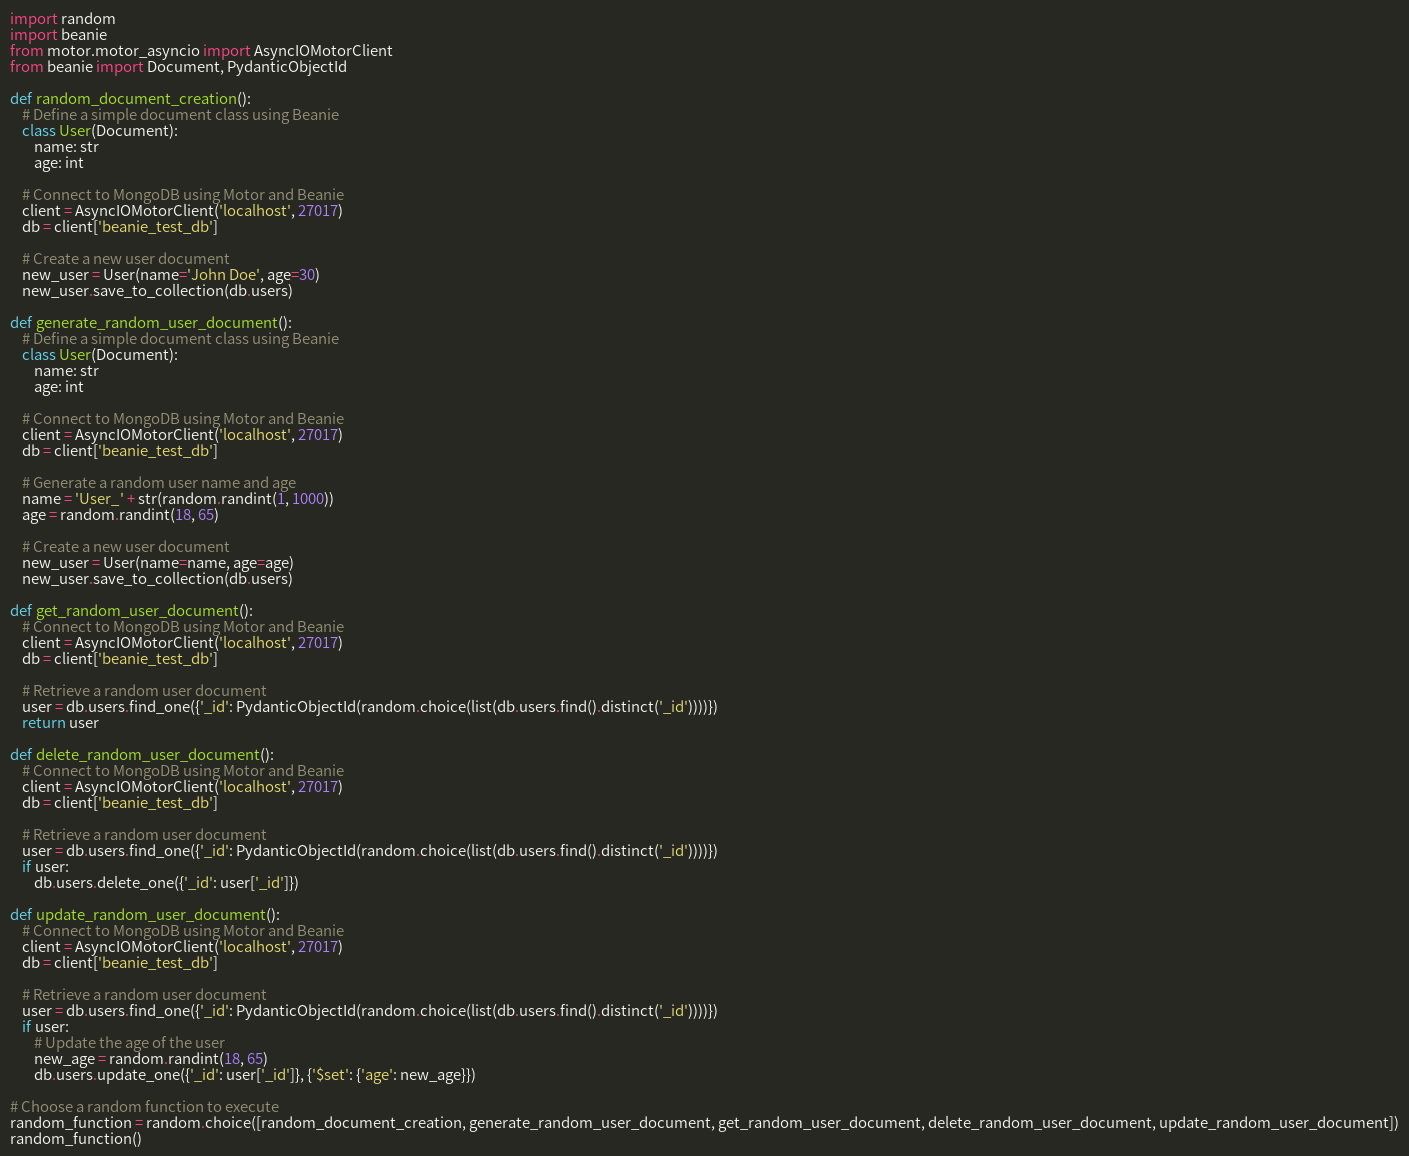 import random
import beanie
from motor.motor_asyncio import AsyncIOMotorClient
from beanie import Document, PydanticObjectId

def random_document_creation():
    # Define a simple document class using Beanie
    class User(Document):
        name: str
        age: int

    # Connect to MongoDB using Motor and Beanie
    client = AsyncIOMotorClient('localhost', 27017)
    db = client['beanie_test_db']

    # Create a new user document
    new_user = User(name='John Doe', age=30)
    new_user.save_to_collection(db.users)

def generate_random_user_document():
    # Define a simple document class using Beanie
    class User(Document):
        name: str
        age: int

    # Connect to MongoDB using Motor and Beanie
    client = AsyncIOMotorClient('localhost', 27017)
    db = client['beanie_test_db']

    # Generate a random user name and age
    name = 'User_' + str(random.randint(1, 1000))
    age = random.randint(18, 65)

    # Create a new user document
    new_user = User(name=name, age=age)
    new_user.save_to_collection(db.users)

def get_random_user_document():
    # Connect to MongoDB using Motor and Beanie
    client = AsyncIOMotorClient('localhost', 27017)
    db = client['beanie_test_db']

    # Retrieve a random user document
    user = db.users.find_one({'_id': PydanticObjectId(random.choice(list(db.users.find().distinct('_id'))))})
    return user

def delete_random_user_document():
    # Connect to MongoDB using Motor and Beanie
    client = AsyncIOMotorClient('localhost', 27017)
    db = client['beanie_test_db']

    # Retrieve a random user document
    user = db.users.find_one({'_id': PydanticObjectId(random.choice(list(db.users.find().distinct('_id'))))})
    if user:
        db.users.delete_one({'_id': user['_id']})

def update_random_user_document():
    # Connect to MongoDB using Motor and Beanie
    client = AsyncIOMotorClient('localhost', 27017)
    db = client['beanie_test_db']

    # Retrieve a random user document
    user = db.users.find_one({'_id': PydanticObjectId(random.choice(list(db.users.find().distinct('_id'))))})
    if user:
        # Update the age of the user
        new_age = random.randint(18, 65)
        db.users.update_one({'_id': user['_id']}, {'$set': {'age': new_age}})

# Choose a random function to execute
random_function = random.choice([random_document_creation, generate_random_user_document, get_random_user_document, delete_random_user_document, update_random_user_document])
random_function()